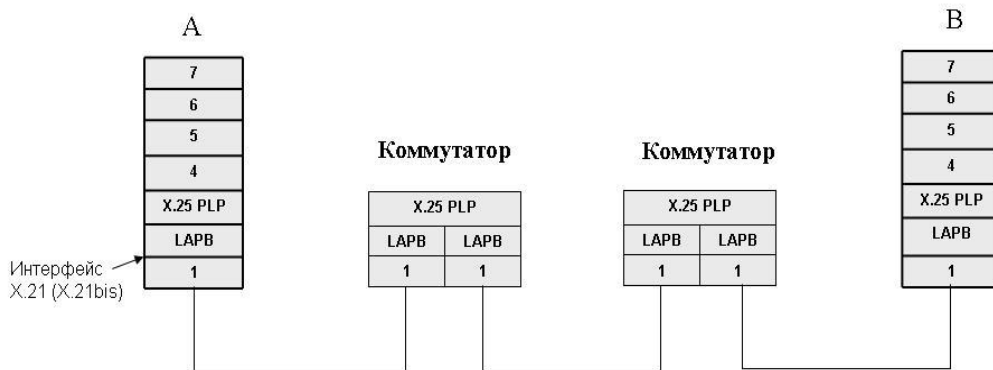 A
7
6
5
4
X.25 PLP
LAPB
1
Интерфейс
X.21 (X.21bis)
Коммутатор
X.25 PLP
LAPB LAPB
1 1
Коммутатор
X.25 PLP
LAPB LAPB
1 1
B
7
6
5
4
X.25 PLP
LAPB
1